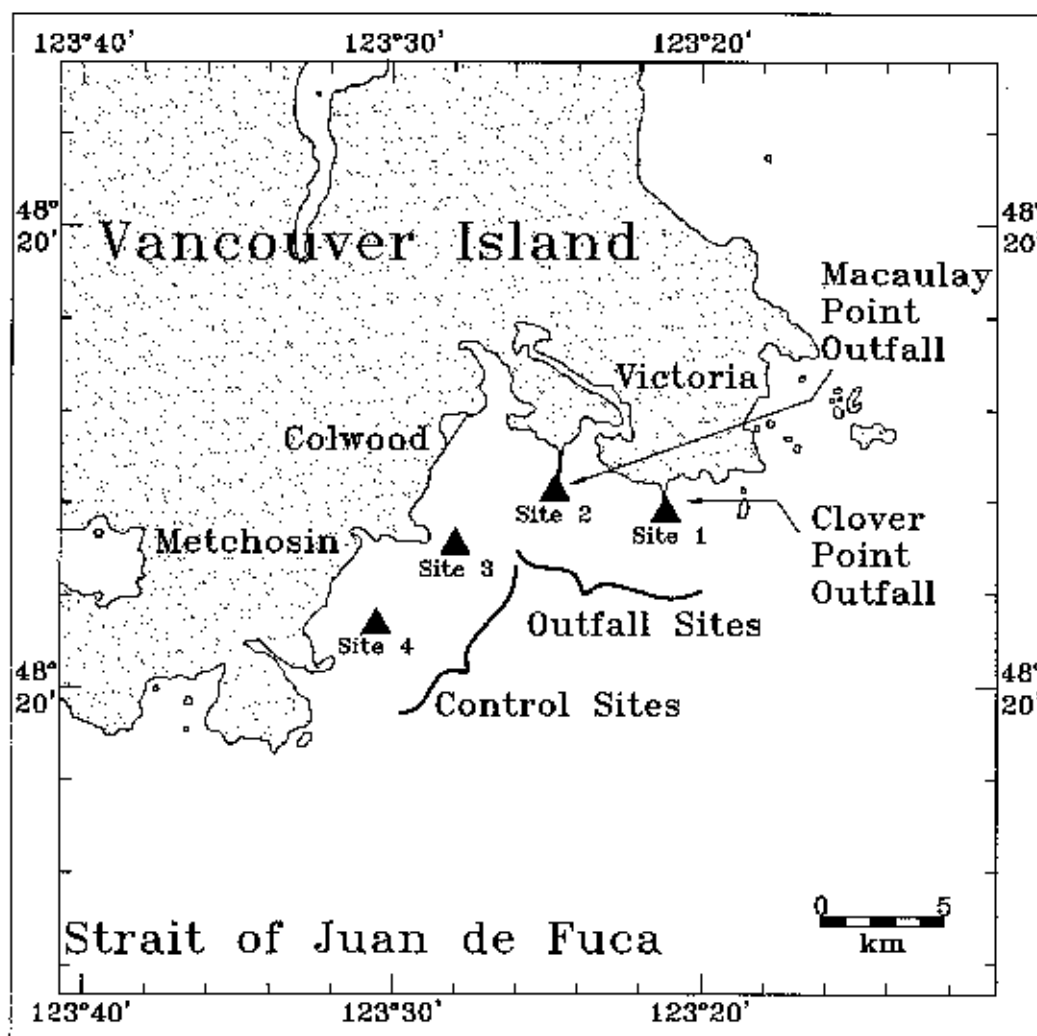 123°40' 123°30' 123°20'
48°
20'
48°
20'
Vancouver Island
Macaulay
Point
Outfall
Victoria
Colwood
Site 2
Site 1
Clover
Point
Outfall
Metchosin
Site 3
Outfall Sites
Site 4
48°
20'
48°
20'
Control Sites
0 5
km
Strait of Juan de Fuca
123°40' 123°30' 123°20'